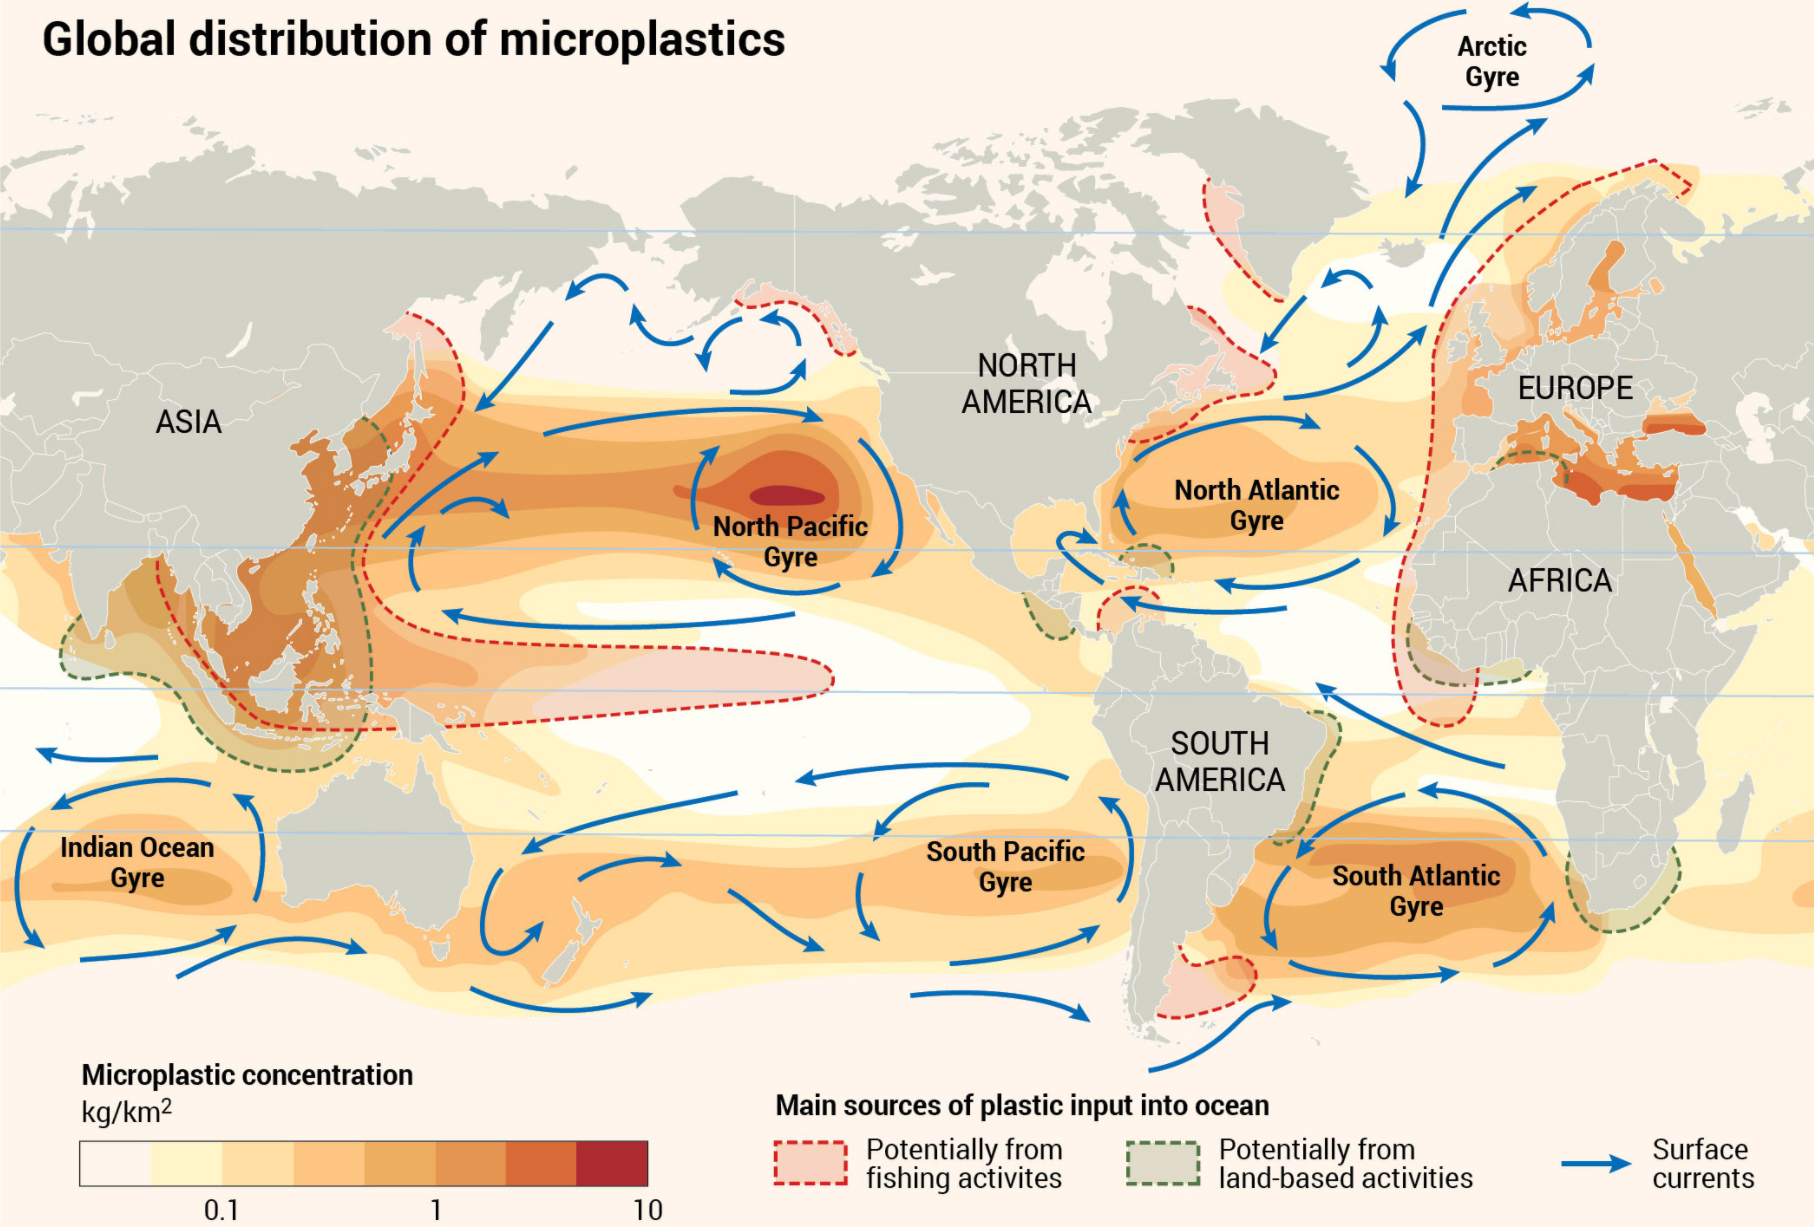 Global distribution of microplastics
Arctic
Gyre
NORTH
AMERICA
EUROPE
ASIA
North Atlantic
Gyre
North Pacific
Gyre
AFRICA
SOUTH
AMERICA
Indian Ocean
Gyre
South Pacific
Gyre
South Atlantic
Gyre
Microplastic concentration
kg/km²
0.1 1 10
Main sources of plastic input into ocean
Potentially from
fishing activites
Potentially from
land-based activities
Surface
currents